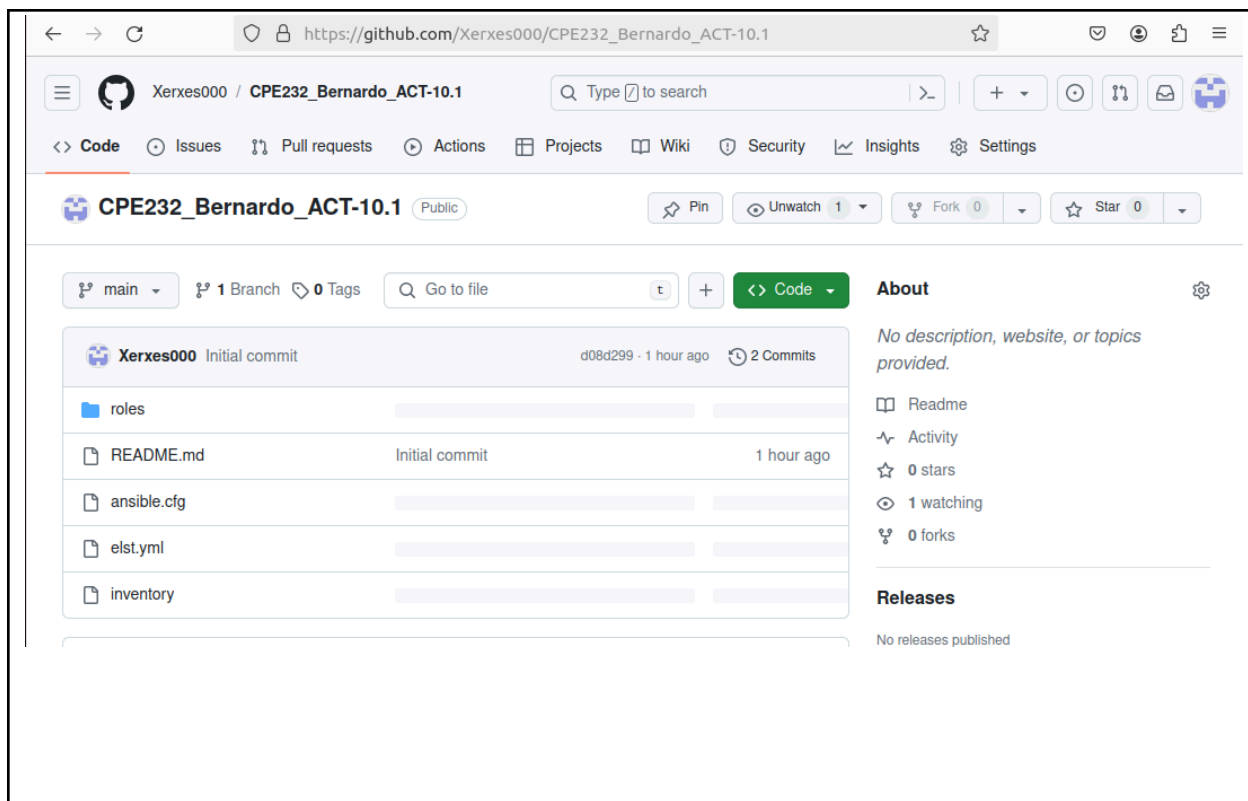 https://github.com/Xerxes000/CPE232_Bernardo_ACT-10.1
Xerxes000 / CPE232_Bernardo_ACT-10.1
Type / to search
Code Issues Pull requests Actions Projects Wiki Security Insights Settings
CPE232_Bernardo_ACT-10.1 Public
Pin Unwatch 1 Fork 0 Star 0
main 1 Branch 0 Tags Go to file t Code
Xerxes000 Initial commit d08d299 · 1 hour ago 2 Commits
roles
README.md Initial commit 1 hour ago
ansible.cfg
elst.yml
inventory
About
No description, website, or topics
provided.
Readme
Activity
0 stars
1 watching
0 forks
Releases
No releases published